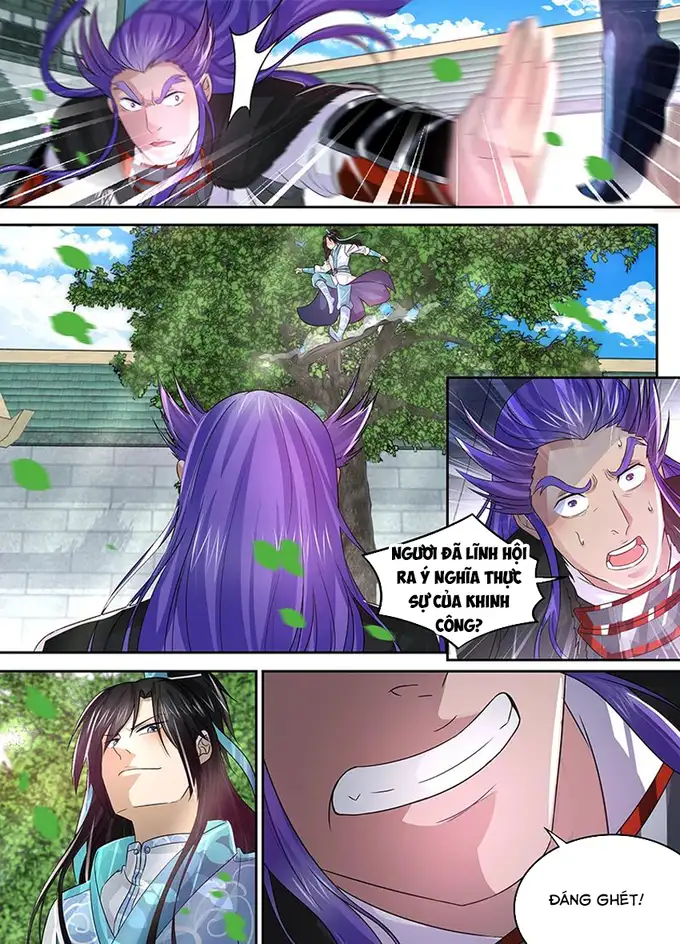 NGƯƠI ĐÃ LĨNH HỘI
RA Ý NGHĨA THỰC
SỰ CỦA KHINH
CÔNG?
ĐÁNG GHÉT!